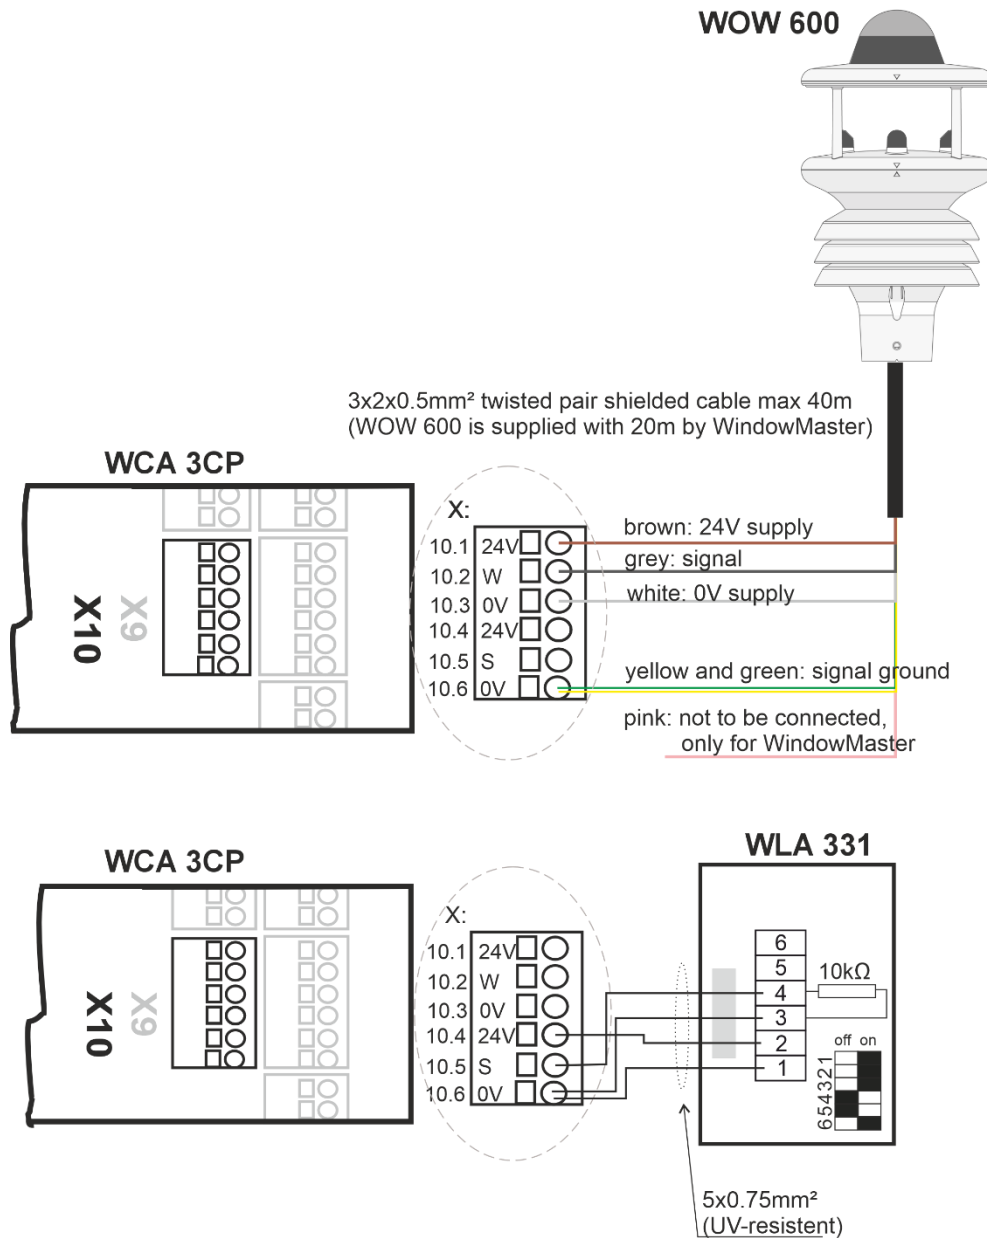 WOW 600
3x2x0.5mm² twisted pair shielded cable max 40m
(WOW 600 is supplied with 20m by WindowMaster)
WCA 3CP
X10
X9
X:
10.1 24V
10.2 W
10.3 0V
10.4 24V
10.5 S
10.6 0V
brown: 24V supply
grey: signal
white: 0V supply
yellow and green: signal ground
pink: not to be connected,
only for WindowMaster
WCA 3CP
X10
X9
X:
10.1 24V
10.2 W
10.3 0V
10.4 24V
10.5 S
10.6 0V
WLA 331
6
5
4
3
2
1
10kΩ
off on
654321
5x0.75mm²
(UV-resistent)